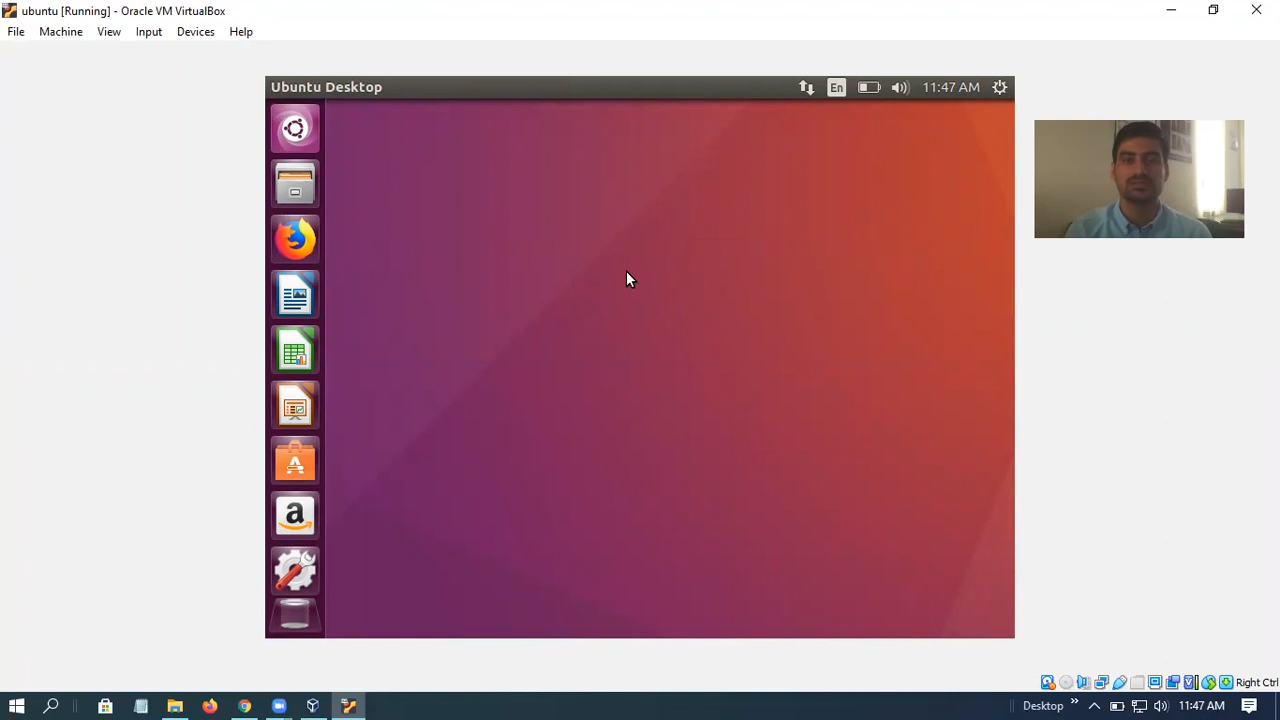 ubuntu [Running] - Oracle VM VirtualBox
File Machine View Input Devices Help
Ubuntu Desktop En 11:47 AM
a
Right Ctrl
Desktop 11:47 AM